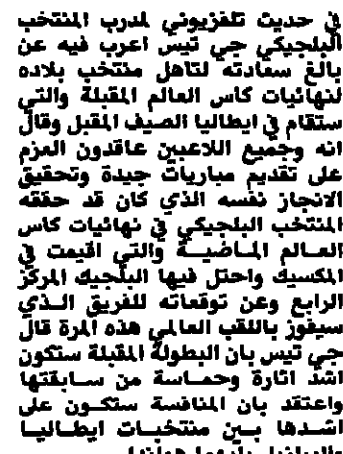 في حديث تلفزيوني لمدرب المنتخب
البلجيكي جي تيس اعرب فيه عن
بالغ سعادته لتاهل منتخب بلاده
لنهائيات كاس العالم المقبلة والتي
ستقام في ايطاليا الصيف المقبل وقال
انه وجميع اللاعبين عاقدون العزم
على تقديم مباريات جيدة وتحقيق
الانجاز نفسه الذي كان قد حققه
المنتخب البلجيكي في نهائيات كاس
العالم الماضية والتي اقيمت في
المكسيك واحتل فيها البلجيك المركز
الرابع وعن توقعاته للفريق الذي
سيفوز باللقب العالمي هذه المرة قال
جي تيس بان البطولة المقبلة ستكون
اشد اثارة وحماسة من سابقتها
واعتقد بان المنافسة ستكون على
اشدها بين منتخبات ايطاليا